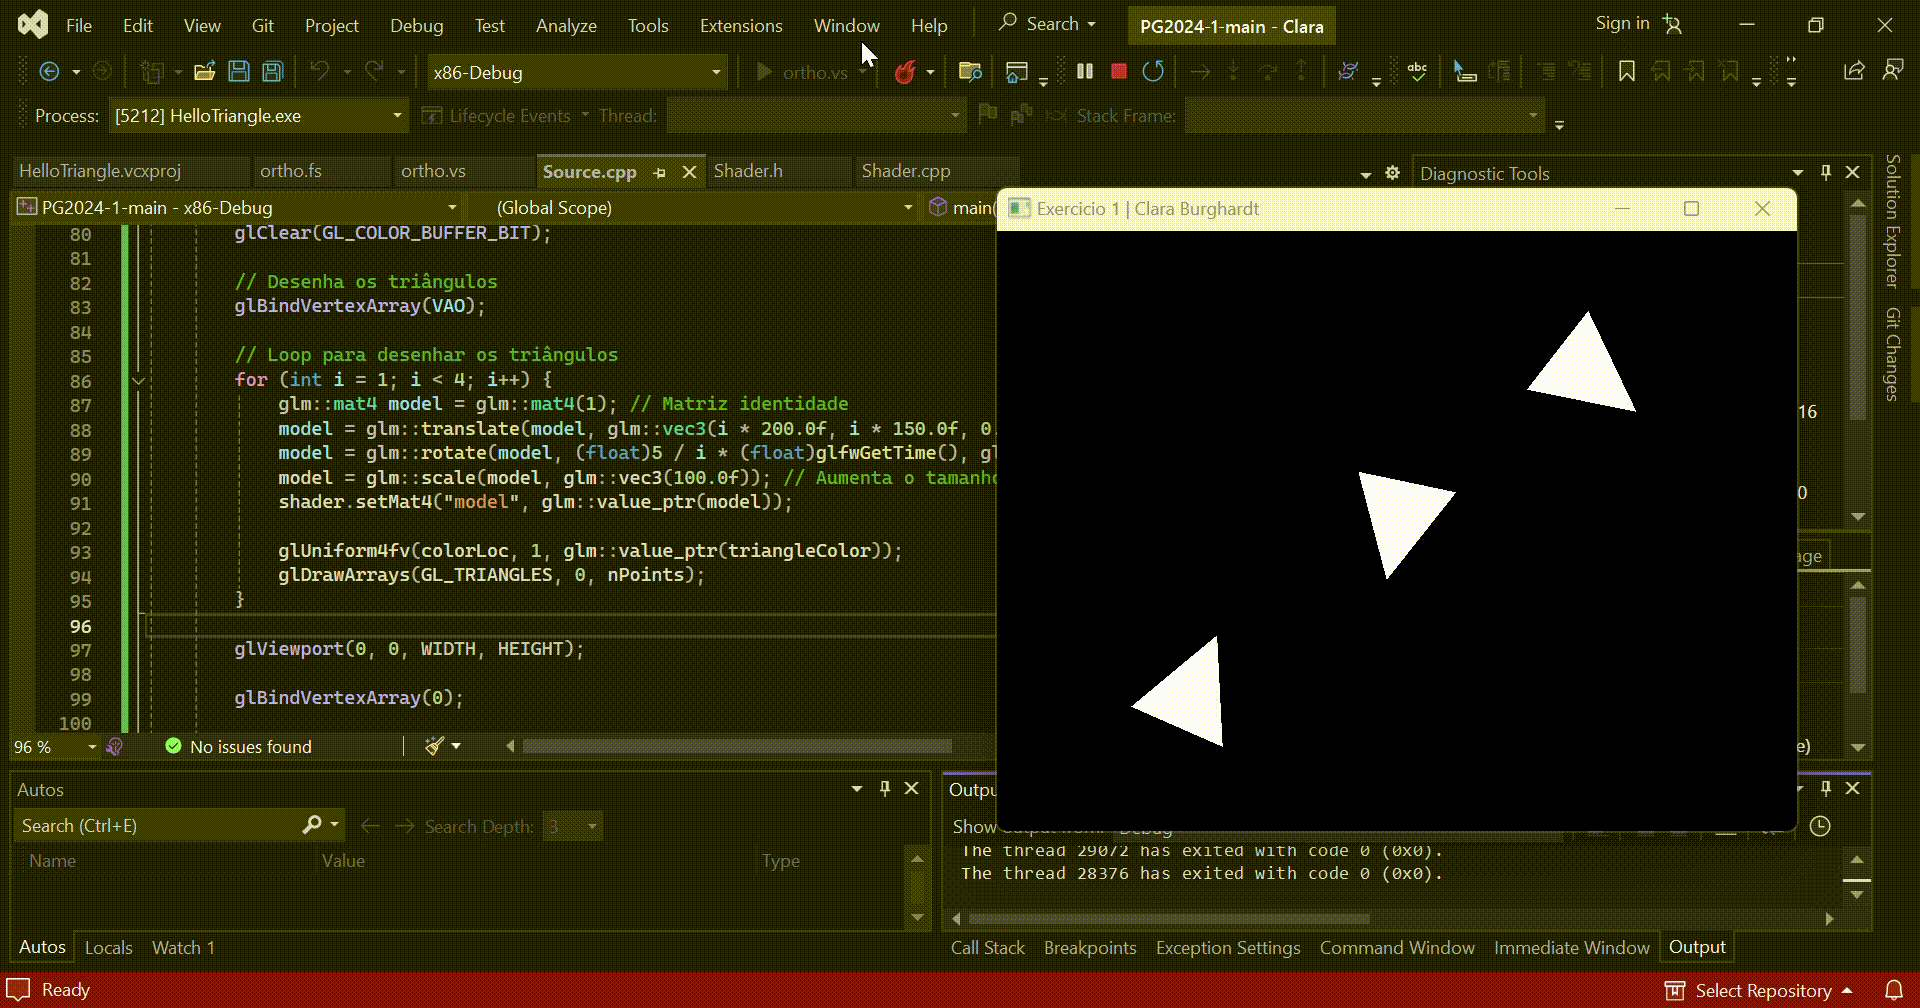 File Edit View Git Project Debug Test Analyze Tools Extensions Window Help Search PG2024-1-main - Clara Sign in
x86-Debug ortho.vs
Process: [5212] HelloTriangle.exe Lifecycle Events Thread: Stack Frame:
HelloTriangle.vcxproj ortho.fs ortho.vs Source.cpp Shader.h Shader.cpp Diagnostic Tools
PG2024-1-main - x86-Debug (Global Scope) main(
Exercicio 1 | Clara Burghardt
80 glClear(GL_COLOR_BUFFER_BIT);
81
82 // Desenha os triângulos
83 glBindVertexArray(VAO);
84
85 // Loop para desenhar os triângulos
86 for (int i = 1; i < 4; i++) {
87 glm::mat4 model = glm::mat4(1); // Matriz identidade
88 model = glm::translate(model, glm::vec3(i * 200.0f, i * 150.0f, 0.
89 model = glm::rotate(model, (float)5 / i * (float)glfwGetTime(), gl
90 model = glm::scale(model, glm::vec3(100.0f)); // Aumenta o tamanho
91 shader.setMat4("model", glm::value_ptr(model));
92
93 glUniform4fv(colorLoc, 1, glm::value_ptr(triangleColor));
94 glDrawArrays(GL_TRIANGLES, 0, nPoints);
95 }
96
97 glViewport(0, 0, WIDTH, HEIGHT);
98
99 glBindVertexArray(0);
100
96 % No issues found
16
0
age
e)
Solution Explorer
Git Changes
Autos
Search (Ctrl+E) Search Depth: 3
Name Value Type
Autos Locals Watch 1
Outpu
Show
The thread 29072 has exited with code 0 (0x0).
The thread 28376 has exited with code 0 (0x0).
Call Stack Breakpoints Exception Settings Command Window Immediate Window Output
Ready Select Repository